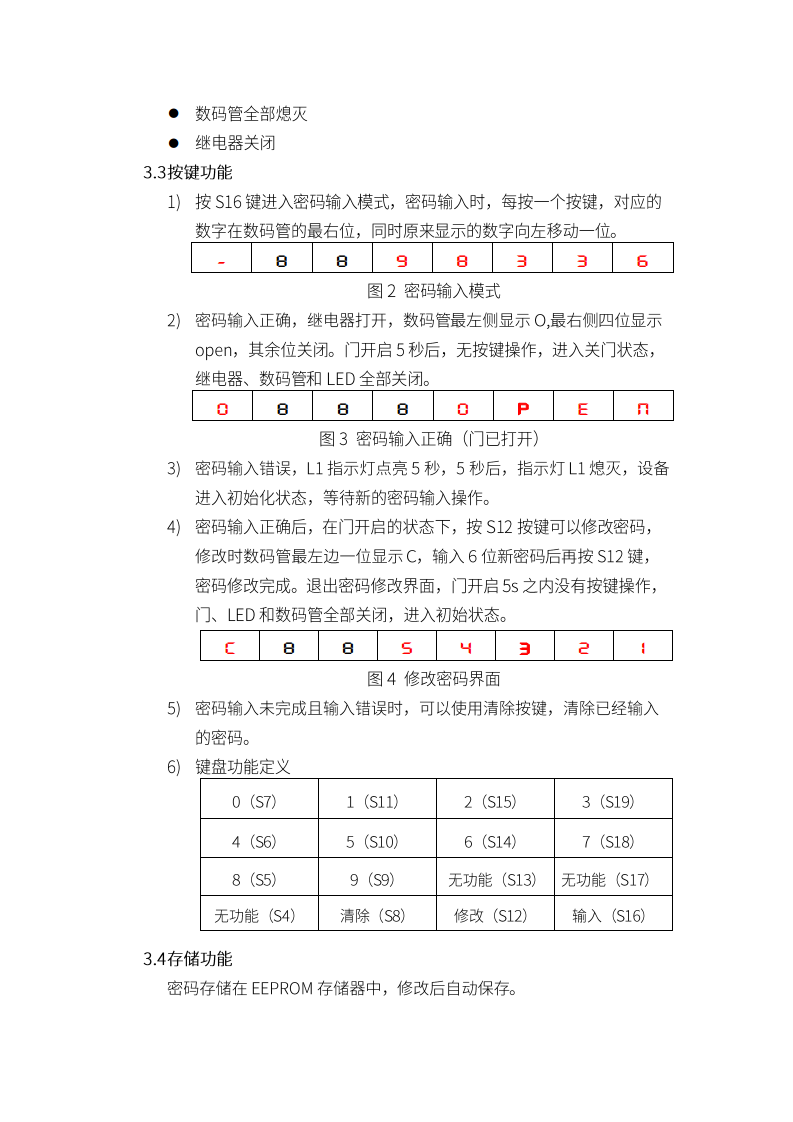 ● 数码管全部熄灭
● 继电器关闭
3.3按键功能
1) 按 S16 键进入密码输入模式，密码输入时，每按一个按键，对应的
数字在数码管的最右位，同时原来显示的数字向左移动一位。
- 8 8 9 8 3 3 6
图 2 密码输入模式
2) 密码输入正确，继电器打开，数码管最左侧显示 O,最右侧四位显示
open，其余位关闭。门开启 5 秒后，无按键操作，进入关门状态，
继电器、数码管和 LED 全部关闭。
O 8 8 8 O P E N
图 3 密码输入正确（门已打开）
3) 密码输入错误，L1 指示灯点亮 5 秒，5 秒后，指示灯 L1 熄灭，设备
进入初始化状态，等待新的密码输入操作。
4) 密码输入正确后，在门开启的状态下，按 S12 按键可以修改密码，
修改时数码管最左边一位显示 C，输入 6 位新密码后再按 S12 键，
密码修改完成。退出密码修改界面，门开启 5s 之内没有按键操作，
门、LED 和数码管全部关闭，进入初始状态。
C 8 8 5 4 3 2 1
图 4 修改密码界面
5) 密码输入未完成且输入错误时，可以使用清除按键，清除已经输入
的密码。
6) 键盘功能定义
0（S7） 1（S11） 2（S15） 3（S19）
4（S6） 5（S10） 6（S14） 7（S18）
8（S5） 9（S9） 无功能（S13） 无功能（S17）
无功能（S4） 清除（S8） 修改（S12） 输入（S16）
3.4存储功能
密码存储在 EEPROM 存储器中，修改后自动保存。